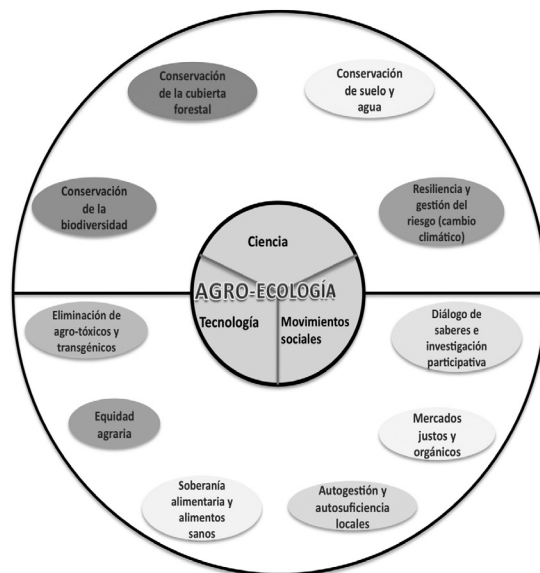 Conservación
de la cubierta
forestal
Conservación
de suelo y
agua
Conservación
de la
biodiversidad
Resiliencia y
gestión del
riesgo (cambio
climático)
Ciencia
AGRO-ECOLOGÍA
Tecnología
Movimientos
sociales
Eliminación de
agro-tóxicos y
transgénicos
Diálogo de
saberes e
investigación
participativa
Equidad
agraria
Mercados
justos y
orgánicos
Soberanía
alimentaria y
alimentos
sanos
Autogestión y
autosuficiencia
locales